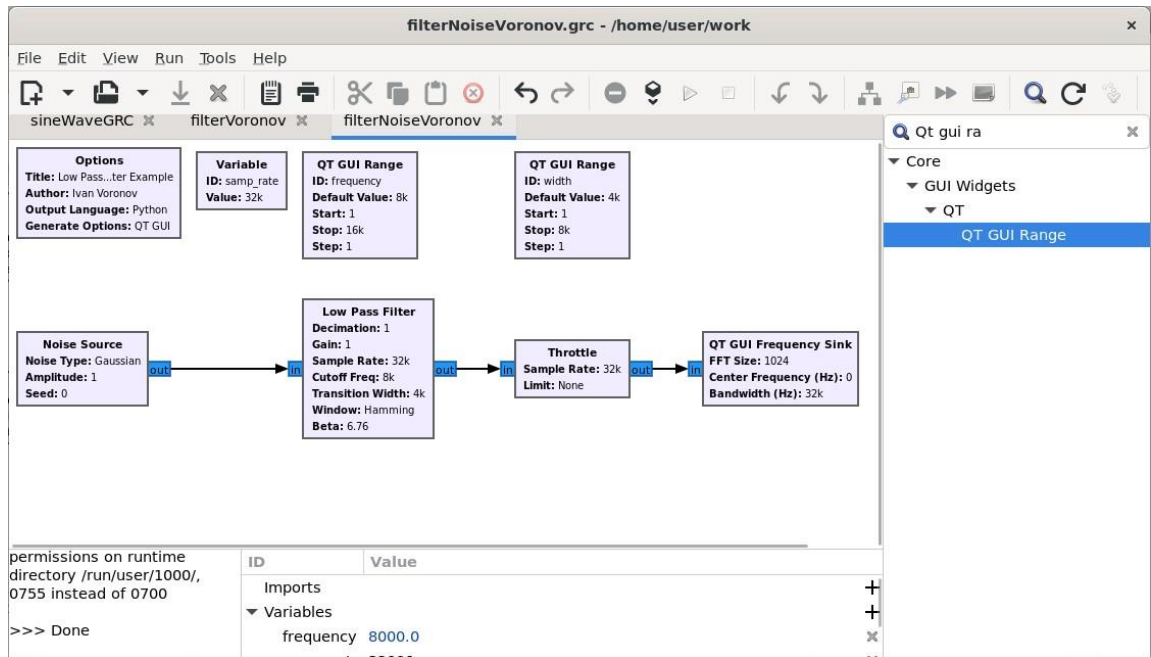 filterNoiseVoronov.grc - /home/user/work
File Edit View Run Tools Help
sineWaveGRC filterVoronov filterNoiseVoronov
Qt gui ra
Core
GUI Widgets
QT
QT GUI Range
Options
Title: Low Pass...ter Example
Author: Ivan Voronov
Output Language: Python
Generate Options: QT GUI
Variable
ID: samp_rate
Value: 32k
QT GUI Range
ID: frequency
Default Value: 8k
Start: 1
Stop: 16k
Step: 1
QT GUI Range
ID: width
Default Value: 4k
Start: 1
Stop: 8k
Step: 1
Noise Source
Noise Type: Gaussian
Amplitude: 1
Seed: 0
out
in
Low Pass Filter
Decimation: 1
Gain: 1
Sample Rate: 32k
Cutoff Freq: 8k
Transition Width: 4k
Window: Hamming
Beta: 6.76
out
in
Throttle
Sample Rate: 32k
Limit: None
out
in
QT GUI Frequency Sink
FFT Size: 1024
Center Frequency (Hz): 0
Bandwidth (Hz): 32k
permissions on runtime
directory /run/user/1000/,
0755 instead of 0700
>>> Done
ID Value
Imports
Variables
frequency 8000.0